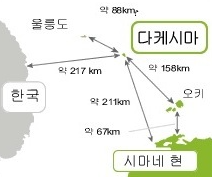 약 88km
울릉도
다케시마
약 217 km
약 158km
한국
약 211km
오키
약 67km
시마네 현